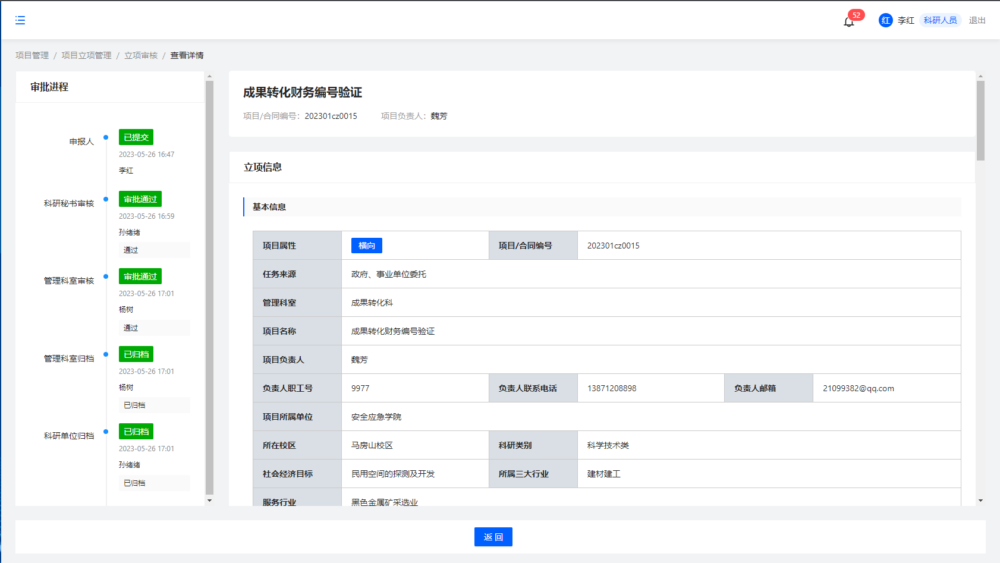 52
红 李红 科研人员 退出
项目管理 / 项目立项管理 / 立项审核 / 查看详情
审批进程
申报人 已提交
2023-05-26 16:47
李红
科研秘书审核 审批通过
2023-05-26 16:59
孙绪绪
通过
管理科室审核 审批通过
2023-05-26 17:01
杨树
通过
管理科室归档 已归档
2023-05-26 17:01
杨树
已归档
科研单位归档 已归档
2023-05-26 17:01
孙绪绪
已归档
成果转化财务编号验证
项目/合同编号：202301cz0015 项目负责人：魏芳
立项信息
基本信息
项目属性 横向 项目/合同编号 202301cz0015
任务来源 政府、事业单位委托
管理科室 成果转化科
项目名称 成果转化财务编号验证
项目负责人 魏芳
负责人职工号 9977 负责人联系电话 13871208898 负责人邮箱 21099382@qq.com
项目所属单位 安全应急学院
所在校区 马房山校区 科研类别 科学技术类
社会经济目标 民用空间的探测及开发 所属三大行业 建材建工
服务行业 黑色金属矿采选业
返 回